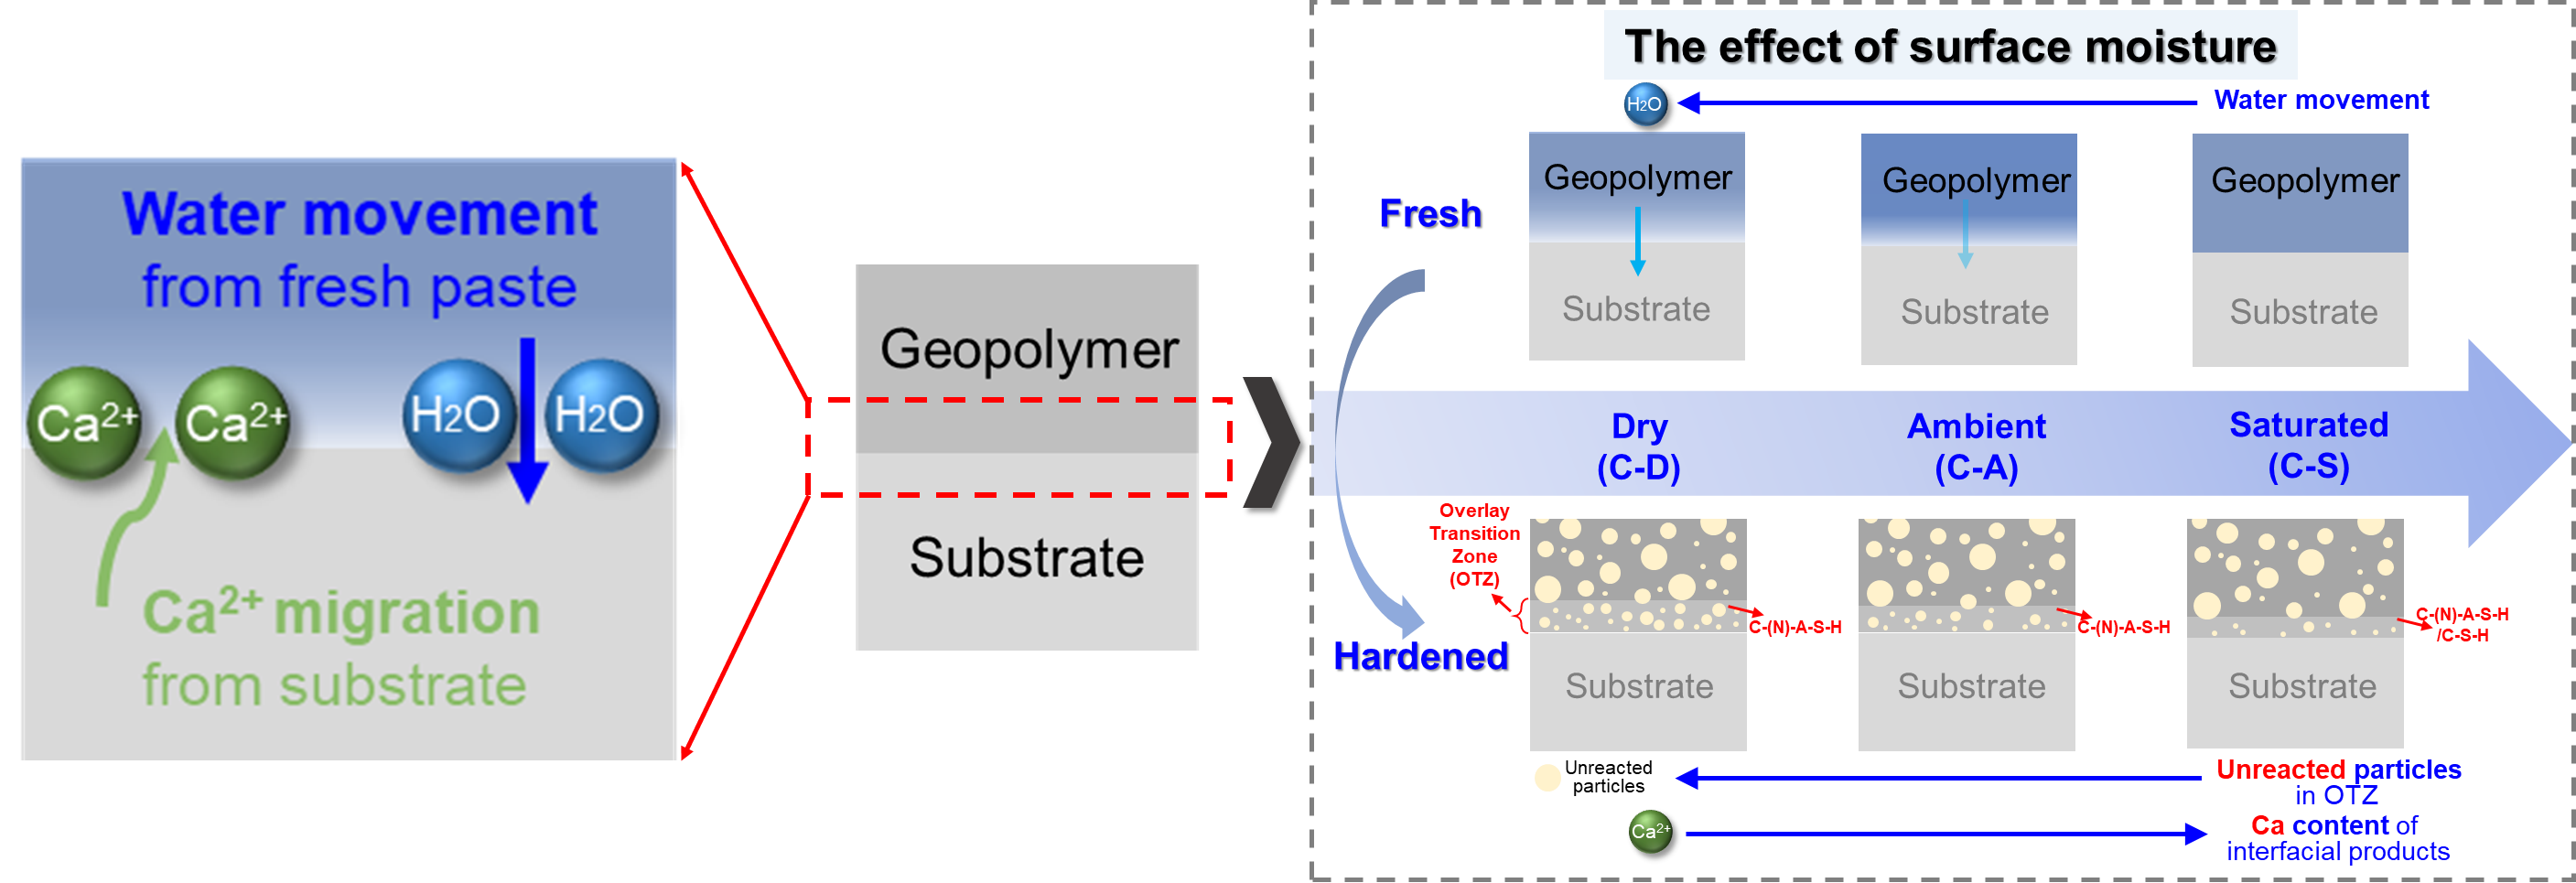 Water movement
from fresh paste
Ca2+
Ca2+
H2O
H2O
Ca2+ migration
from substrate
Geopolymer
Substrate
The effect of surface moisture
H2O
Water movement
Fresh
Geopolymer
Substrate
Geopolymer
Substrate
Geopolymer
Substrate
Dry
(C-D)
Ambient
(C-A)
Saturated
(C-S)
Hardened
Overlay
Transition
Zone
(OTZ)
C-(N)-A-S-H
Substrate
C-(N)-A-S-H
Substrate
C-(N)-A-S-H
/C-S-H
Substrate
Unreacted
particles
Unreacted particles
in OTZ
Ca2+
Ca content of
interfacial products